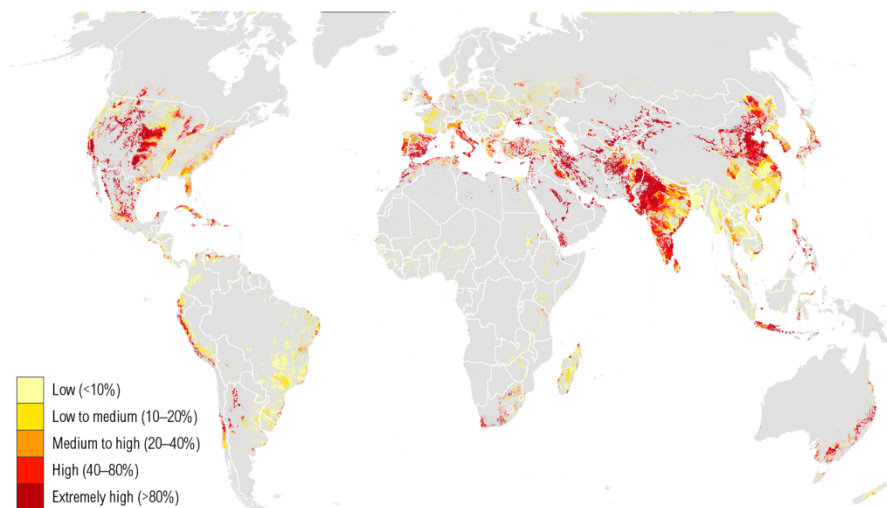 Low (<10%)
Low to medium (10–20%)
Medium to high (20–40%)
High (40–80%)
Extremely high (>80%)